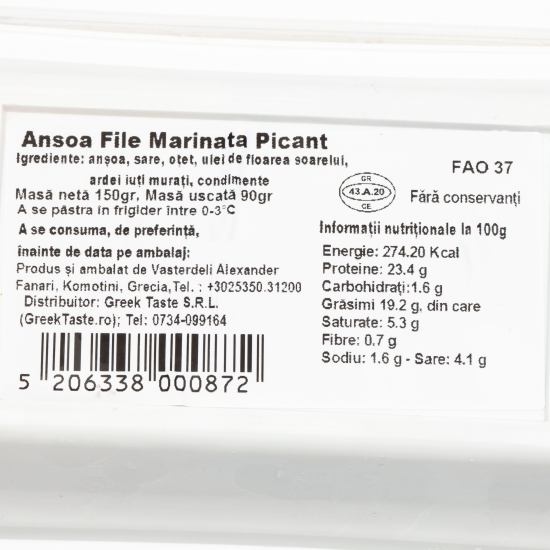 Ansoa File Marinata Picant
Igrediente: anșoa, sare, oțet, ulei de floarea soarelui,
ardei iuți murați, condimente
Masă netă 150gr, Masă uscată 90gr
A se păstra în frigider între 0-3°C
A se consuma, de preferință,
înainte de data pe ambalaj:
Produs și ambalat de Vasterdeli Alexander
Fanari, Komotini, Grecia,Tel. : +3025350.31200
Distribuitor: Greek Taste S.R.L.
(GreekTaste.ro); Tel: 0734-099164
5 206338 000872
FAO 37
GR
43.A.20
CE
Fără conservanți
Informații nutriționale la 100g
Energie: 274.20 Kcal
Proteine: 23.4 g
Carbohidrați:1.6 g
Grăsimi 19.2 g, din care
Saturate: 5.3 g
Fibre: 0.7 g
Sodiu: 1.6 g - Sare: 4.1 g